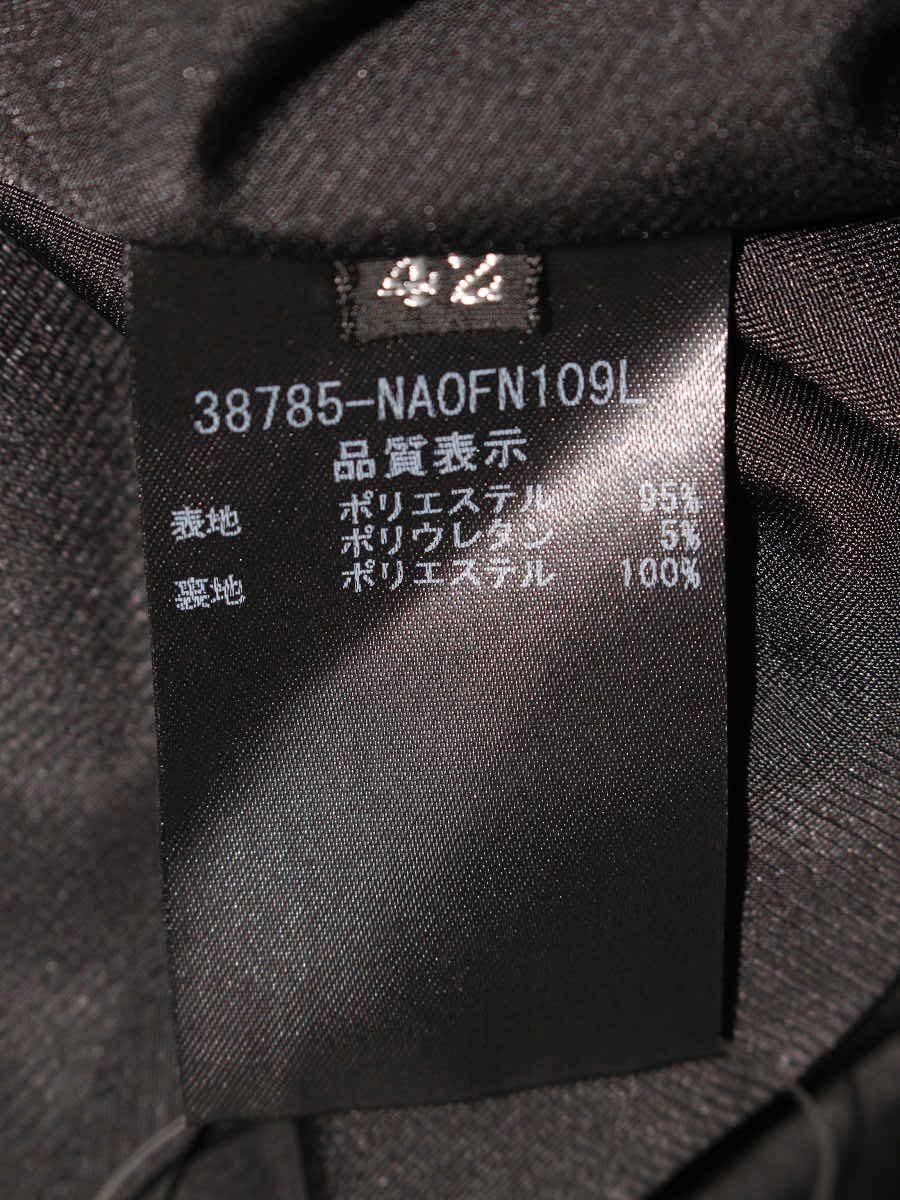 42
38785-NAOFN109L
品質表示
表地 ポリエステル 95%
ポリウレタン 5%
裏地 ポリエステル 100%